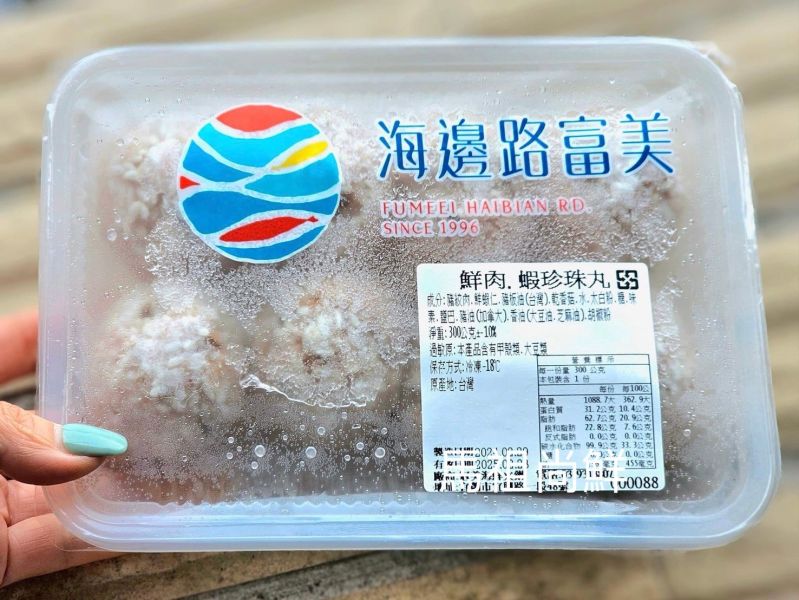 海邊路富美
FUMEEI HAIBIAN RD.
SINCE 1996
鮮肉.蝦珍珠丸
成分:豬絞肉.鮮蝦仁.豬板油(台灣).乾香菇.水.太白粉.糖.味
素.鹽巴.豬油(加拿大).香油(大豆油.芝麻油).胡椒粉
淨重:300公克±10%
過敏原:本產品含有甲殼類.大豆類
保存方式:冷凍-18℃
原產地:台灣
營養標示
每一份量 300 公克
本包裝含 1 份
每份 每100公
熱量 1088.7大 362.9大
蛋白質 31.2公克 10.4公克
脂肪 62.7公克 20.9公克
飽和脂肪 22.8公克 7.6公克
反式脂肪 0.0公克 0.0公克
碳水化合物 99.9公克 33.3公克
糖
455毫克
000088